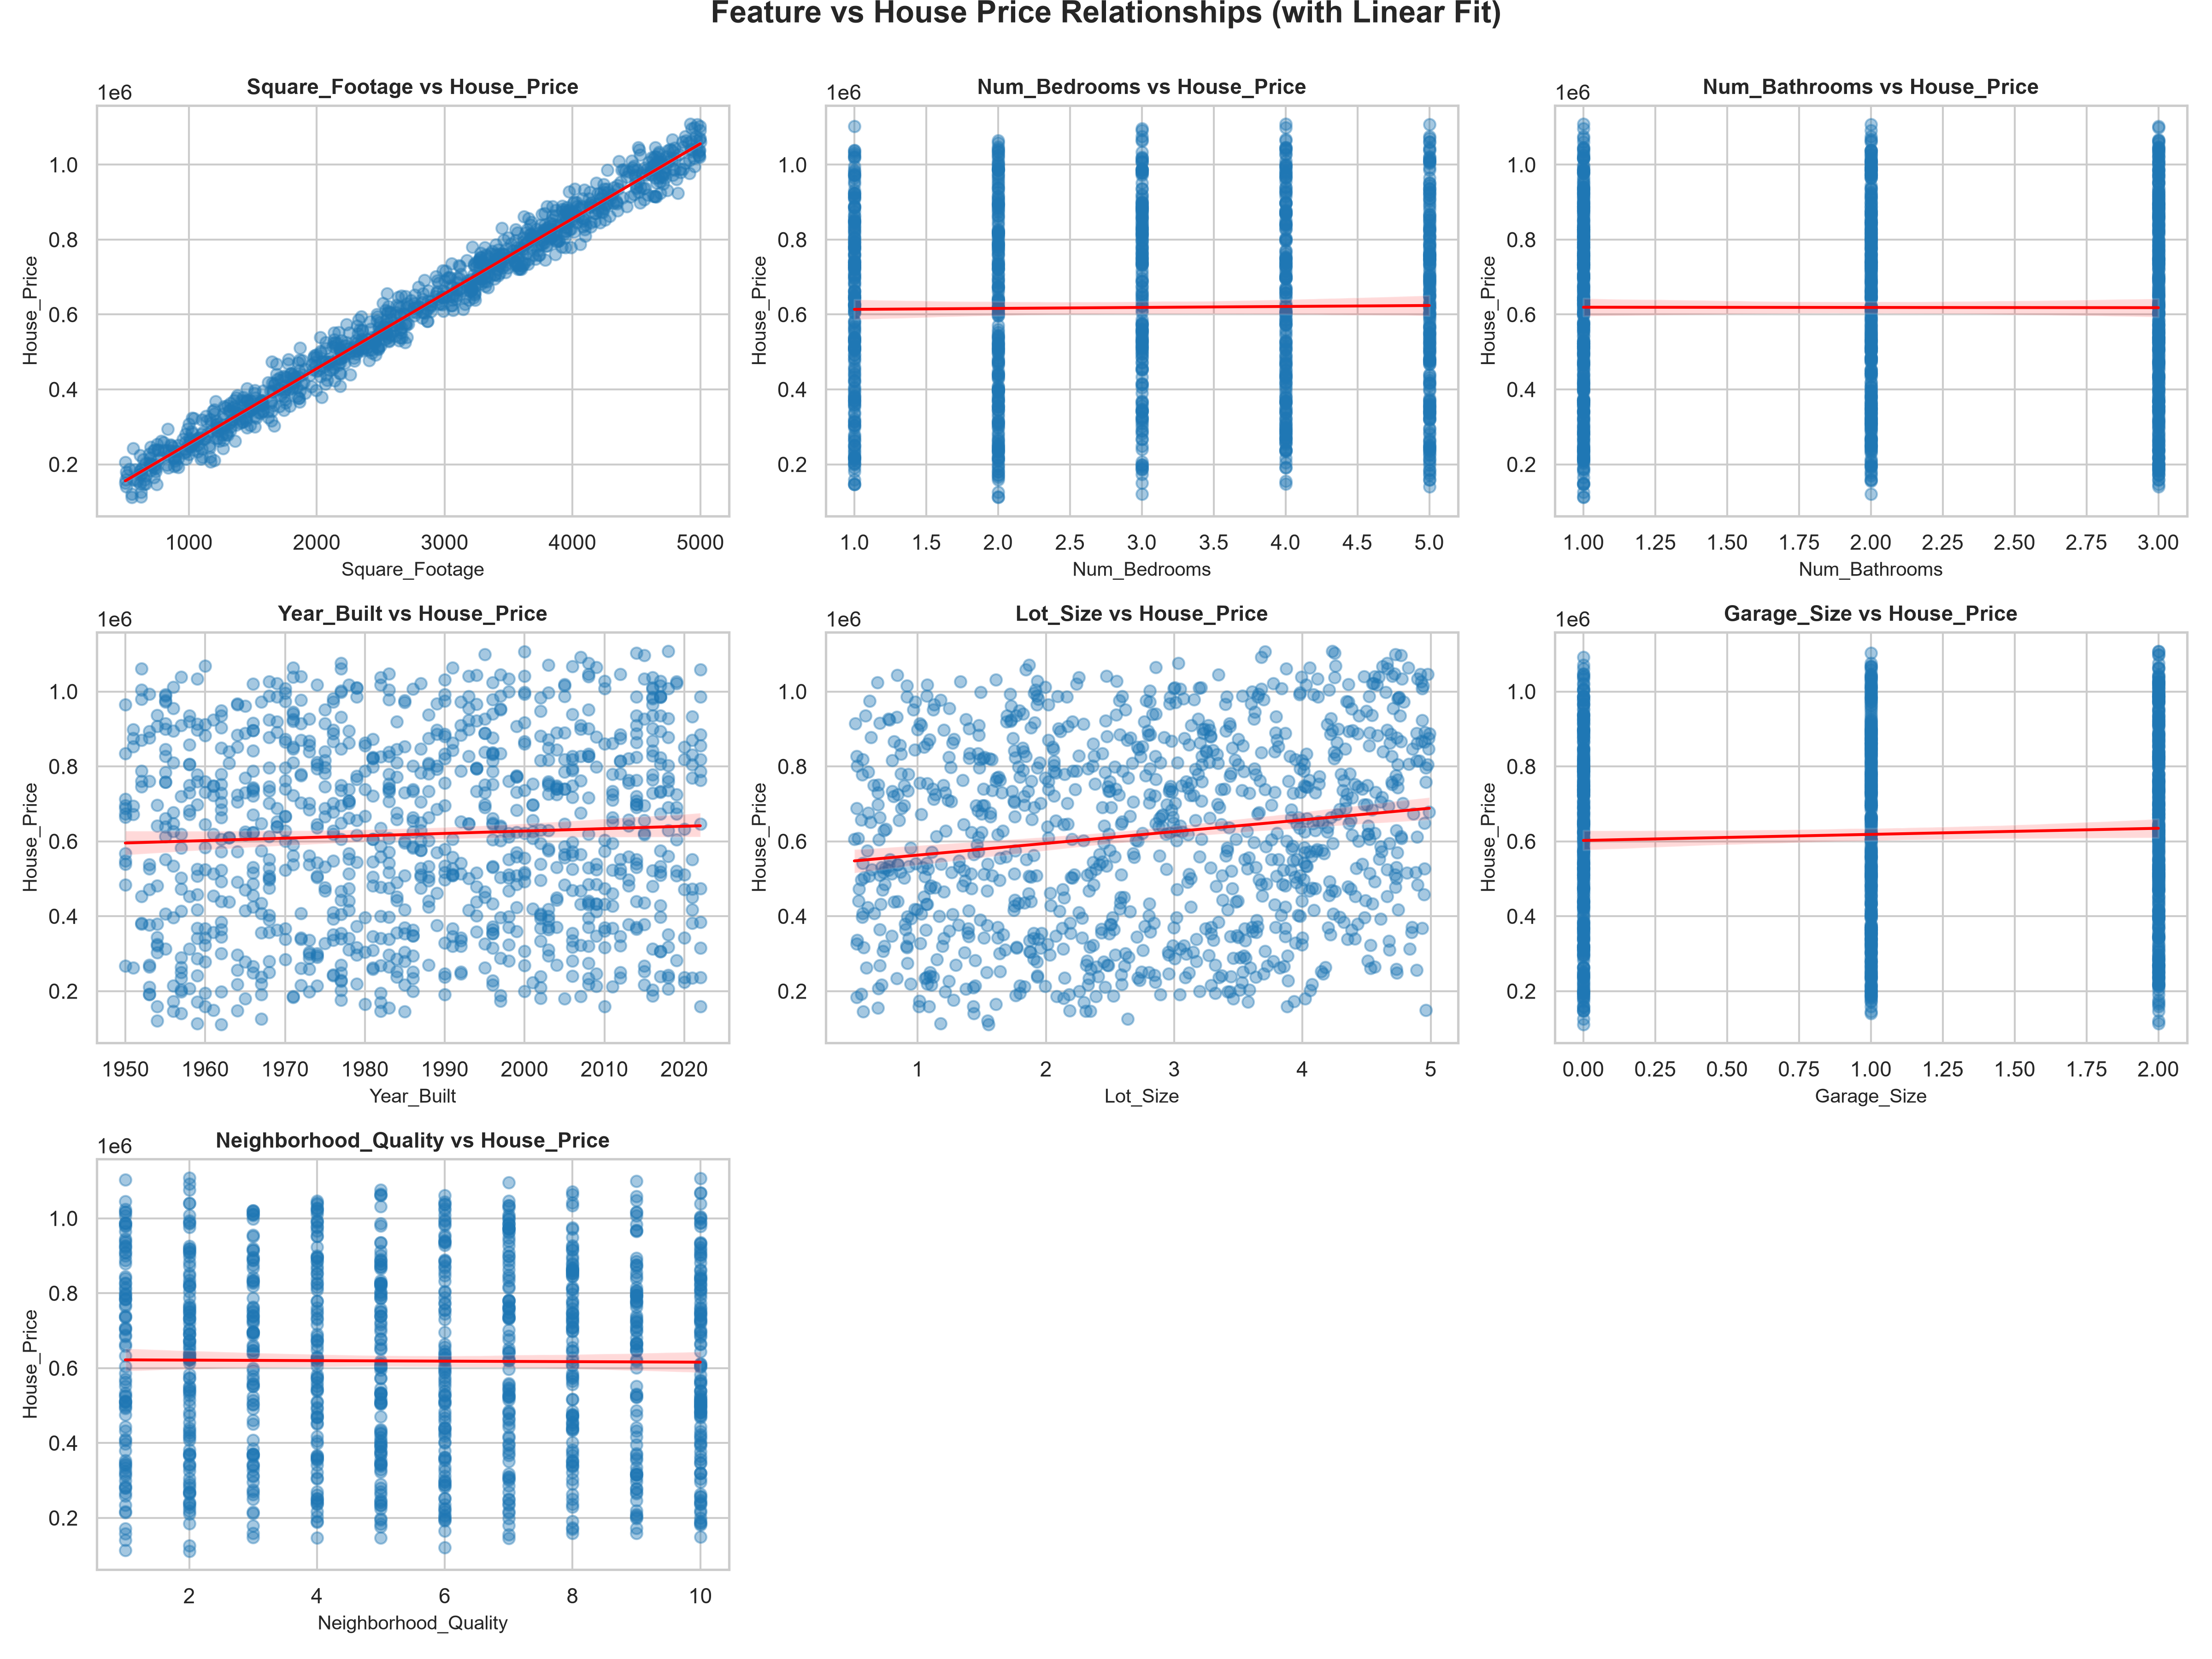 Feature vs House Price Relationships (with Linear Fit)
Square_Footage vs House_Price
1e6
House_Price
1.0
0.8
0.6
0.4
0.2
1000 2000 3000 4000 5000
Square_Footage
Num_Bedrooms vs House_Price
1e6
House_Price
1.0
0.8
0.6
0.4
0.2
1.0 1.5 2.0 2.5 3.0 3.5 4.0 4.5 5.0
Num_Bedrooms
Num_Bathrooms vs House_Price
1e6
House_Price
1.0
0.8
0.6
0.4
0.2
1.00 1.25 1.50 1.75 2.00 2.25 2.50 2.75 3.00
Num_Bathrooms
Year_Built vs House_Price
1e6
House_Price
1.0
0.8
0.6
0.4
0.2
1950 1960 1970 1980 1990 2000 2010 2020
Year_Built
Lot_Size vs House_Price
1e6
House_Price
1.0
0.8
0.6
0.4
0.2
1 2 3 4 5
Lot_Size
Garage_Size vs House_Price
1e6
House_Price
1.0
0.8
0.6
0.4
0.2
0.00 0.25 0.50 0.75 1.00 1.25 1.50 1.75 2.00
Garage_Size
Neighborhood_Quality vs House_Price
1e6
House_Price
1.0
0.8
0.6
0.4
0.2
2 4 6 8 10
Neighborhood_Quality